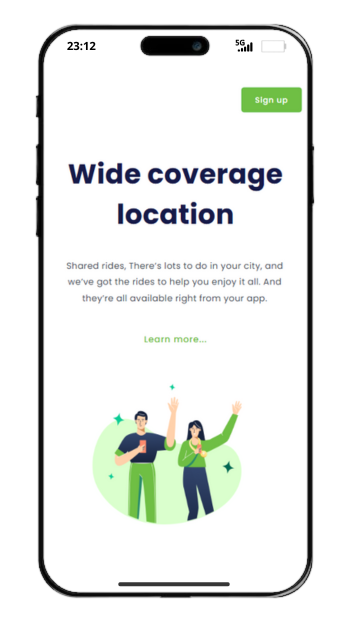 23:12
5G
Sign up
Wide coverage
location
Shared rides, There's lots to do in your city, and
we've got the rides to help you enjoy it all. And
they're all available right from your app.
Learn more...